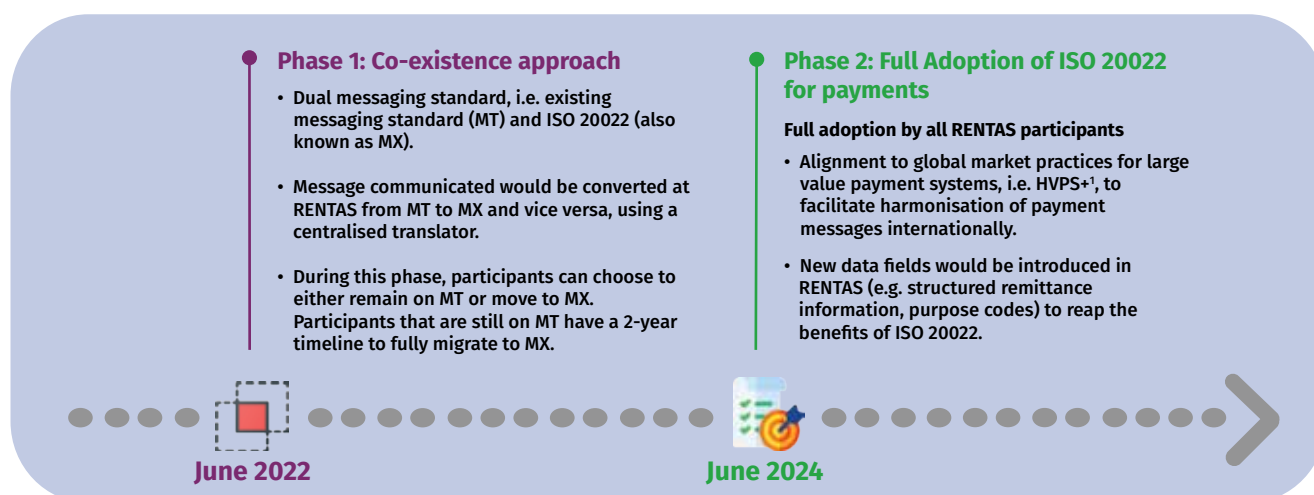 Phase 1: Co-existence approach
• Dual messaging standard, i.e. existing
messaging standard (MT) and ISO 20022 (also
known as MX).
• Message communicated would be converted at
RENTAS from MT to MX and vice versa, using a
centralised translator.
• During this phase, participants can choose to
either remain on MT or move to MX.
Participants that are still on MT have a 2-year
timeline to fully migrate to MX.
June 2022
Phase 2: Full Adoption of ISO 20022
for payments
Full adoption by all RENTAS participants
• Alignment to global market practices for large
value payment systems, i.e. HVPS+¹, to
facilitate harmonisation of payment
messages internationally.
• New data fields would be introduced in
RENTAS (e.g. structured remittance
information, purpose codes) to reap the
benefits of ISO 20022.
June 2024